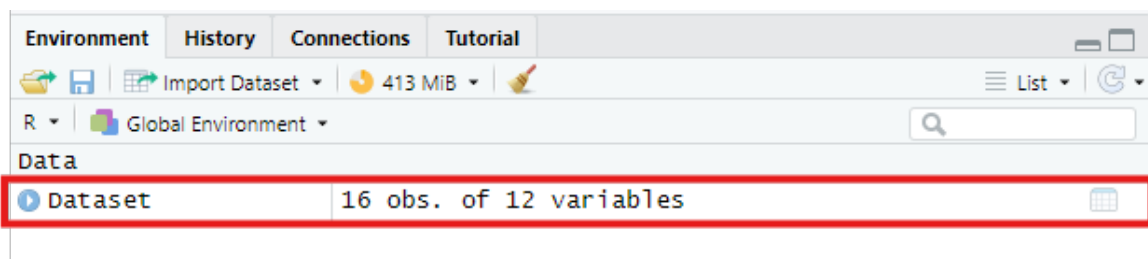 Environment History Connections Tutorial
Import Dataset 413 MiB List
R Global Environment
Data
Dataset 16 obs. of 12 variables